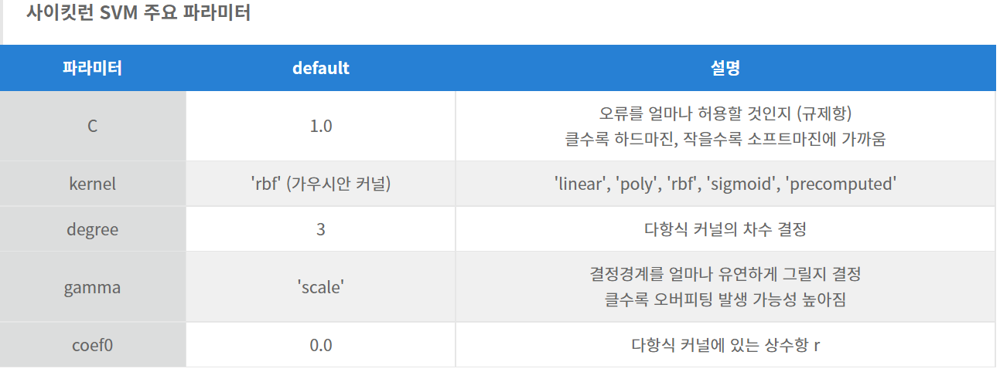 사이킷런 SVM 주요 파라미터
파라미터 default 설명
C 1.0 오류를 얼마나 허용할 것인지 (규제항)
클수록 하드마진, 작을수록 소프트마진에 가까움
kernel 'rbf' (가우시안 커널) 'linear', 'poly', 'rbf', 'sigmoid', 'precomputed'
degree 3 다항식 커널의 차수 결정
gamma 'scale' 결정경계를 얼마나 유연하게 그릴지 결정
클수록 오버피팅 발생 가능성 높아짐
coef0 0.0 다항식 커널에 있는 상수항 r